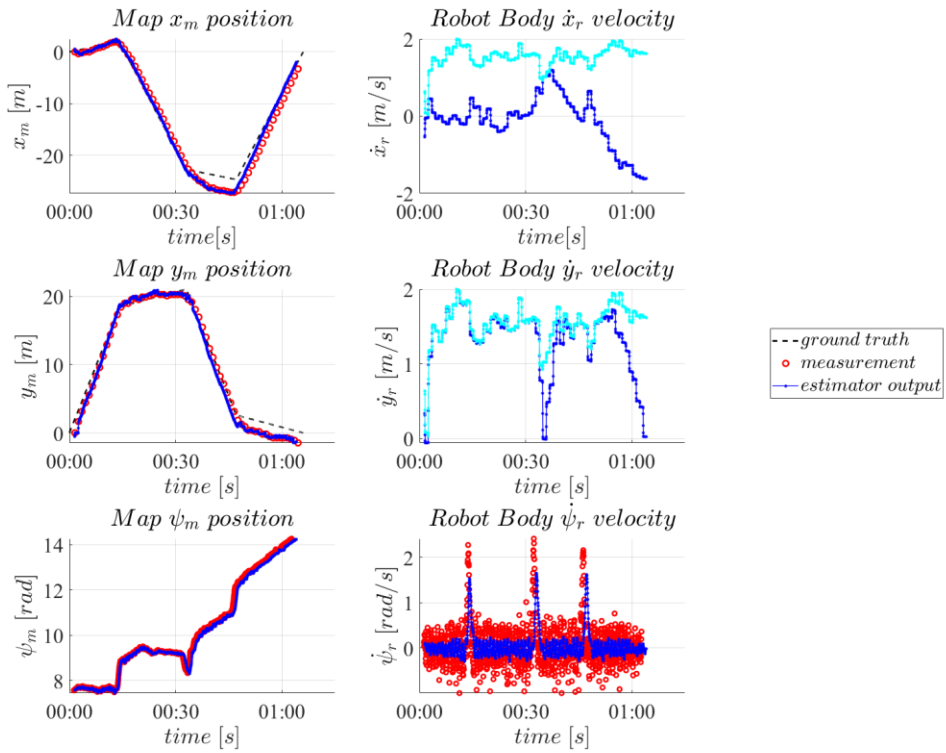 Map x_m position
0
-10
-20
x_m [m]
00:00 00:30 01:00
time[s]
Robot Body ẋ_r velocity
2
0
-2
ẋ_r [m/s]
00:00 00:30 01:00
time[s]
Map y_m position
20
10
0
y_m [m]
00:00 00:30 01:00
time [s]
Robot Body ẏ_r velocity
2
1
0
ẏ_r [m/s]
00:00 00:30 01:00
time [s]
ground truth
measurement
estimator output
Map ψ_m position
14
12
10
8
ψ_m [rad]
00:00 00:30 01:00
time [s]
Robot Body ψ̇_r velocity
2
1
0
ψ̇_r [rad/s]
00:00 00:30 01:00
time [s]